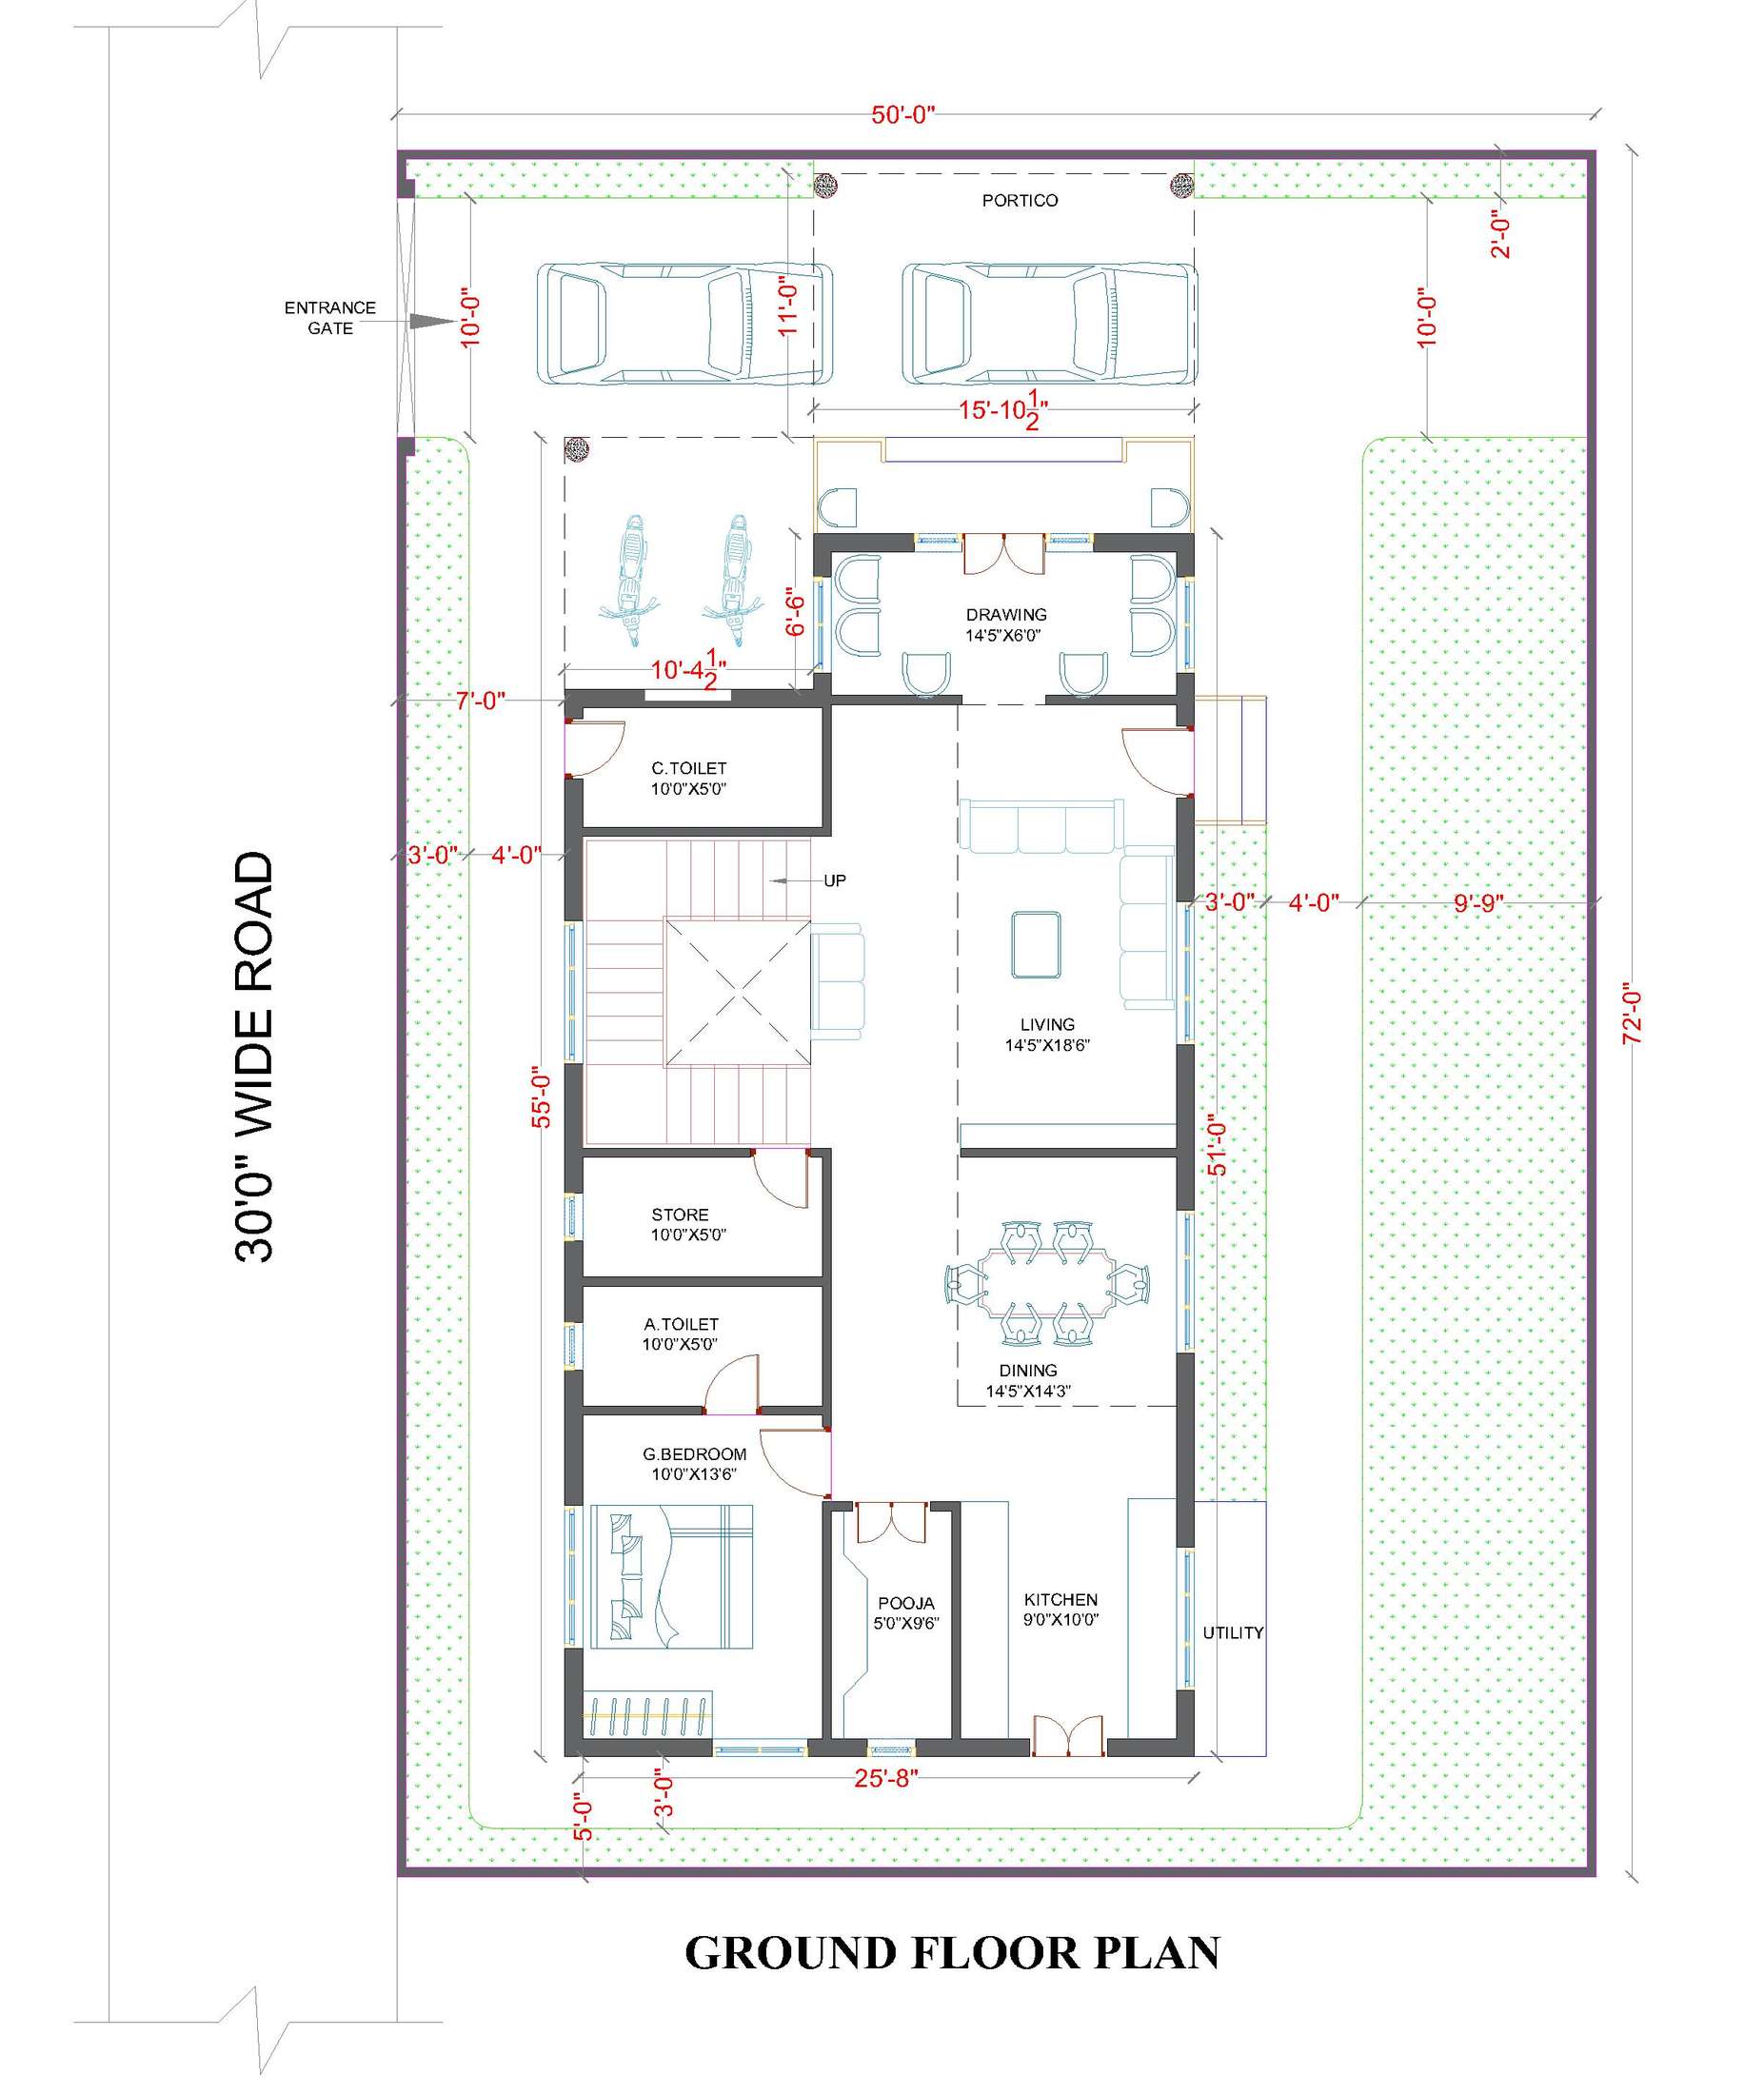 50'-0"
PORTICO
2'-0"
ENTRANCE
GATE
10'-0"
11'-0"
10'-0"
15'-10 1/2"
DRAWING
14'5"X6'0"
6'-6"
10'-4 1/2"
7'-0"
C.TOILET
10'0"X5'0"
3'-0"
4'-0"
UP
3'-0"
4'-0"
9'-9"
30'0" WIDE ROAD
72'-0"
LIVING
14'5"X18'6"
55'-0"
51'-0"
STORE
10'0"X5'0"
A.TOILET
10'0"X5'0"
DINING
14'5"X14'3"
G.BEDROOM
10'0"X13'6"
POOJA
5'0"X9'6"
KITCHEN
9'0"X10'0"
UTILITY
25'-8"
5'-0"
3'-0"
GROUND FLOOR PLAN